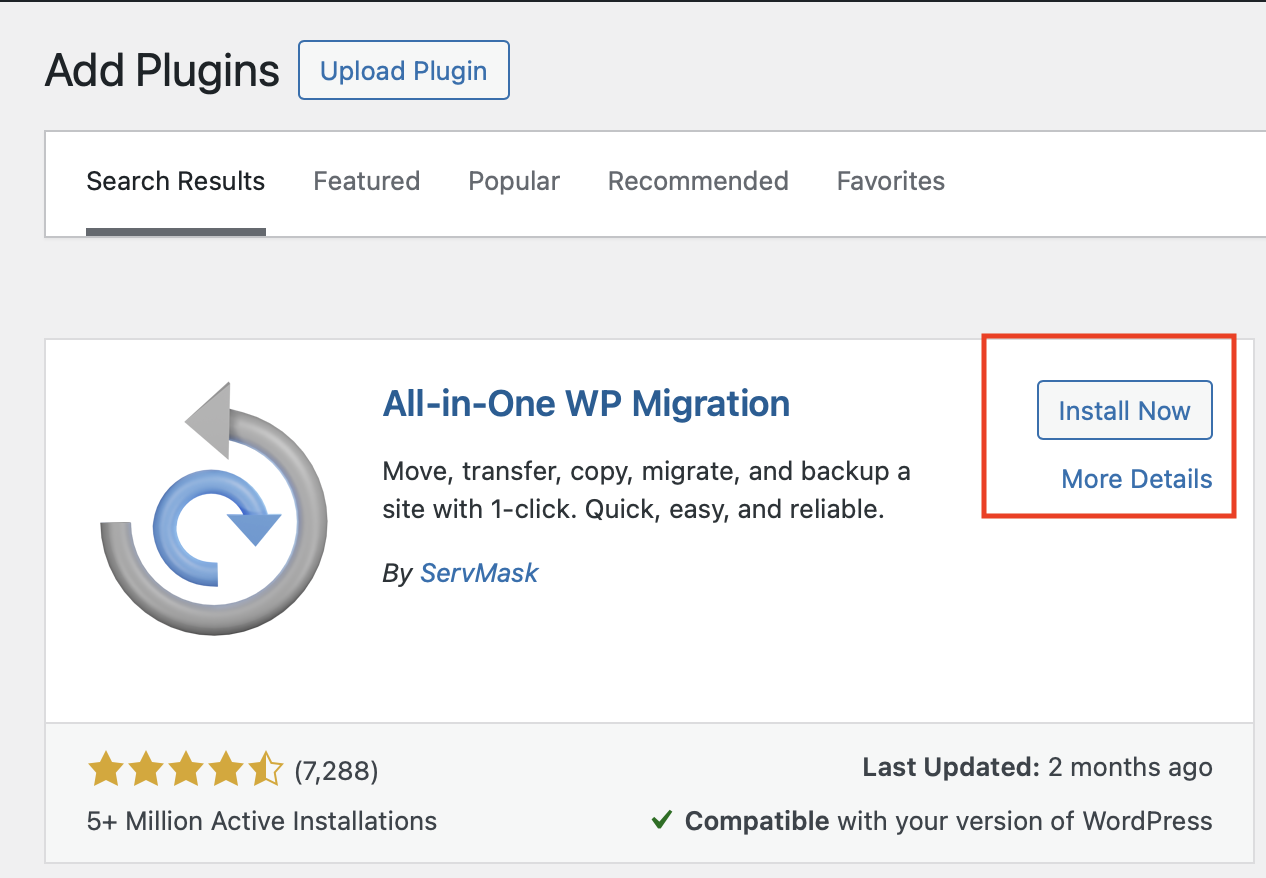 Add Plugins Upload Plugin
Search Results Featured Popular Recommended Favorites
All-in-One WP Migration
Install Now
More Details
Move, transfer, copy, migrate, and backup a
site with 1-click. Quick, easy, and reliable.
By ServMask
(7,288)
5+ Million Active Installations
Last Updated: 2 months ago
Compatible with your version of WordPress